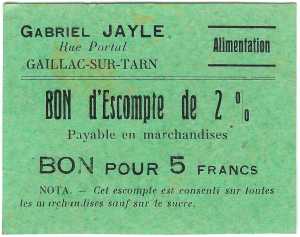 GABRIEL JAYLE
Rue Portal
GAILLAC-SUR-TARN
Alimentation
BON d'Escompte de 2 %
Payable en marchandises
BON POUR 5 FRANCS
NOTA. - Cet escompte est consenti sur toutes
les marchandises sauf sur le sucre.